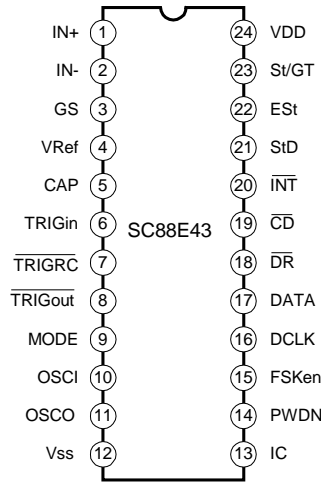 IN+ 1 24 VDD
IN- 2 23 St/GT
GS 3 22 ESt
VRef 4 21 StD
CAP 5 20 INT
TRIGin 6 SC88E43 19 CD
TRIGRC 7 18 DR
TRIGout 8 17 DATA
MODE 9 16 DCLK
OSCI 10 15 FSKen
OSCO 11 14 PWDN
Vss 12 13 IC